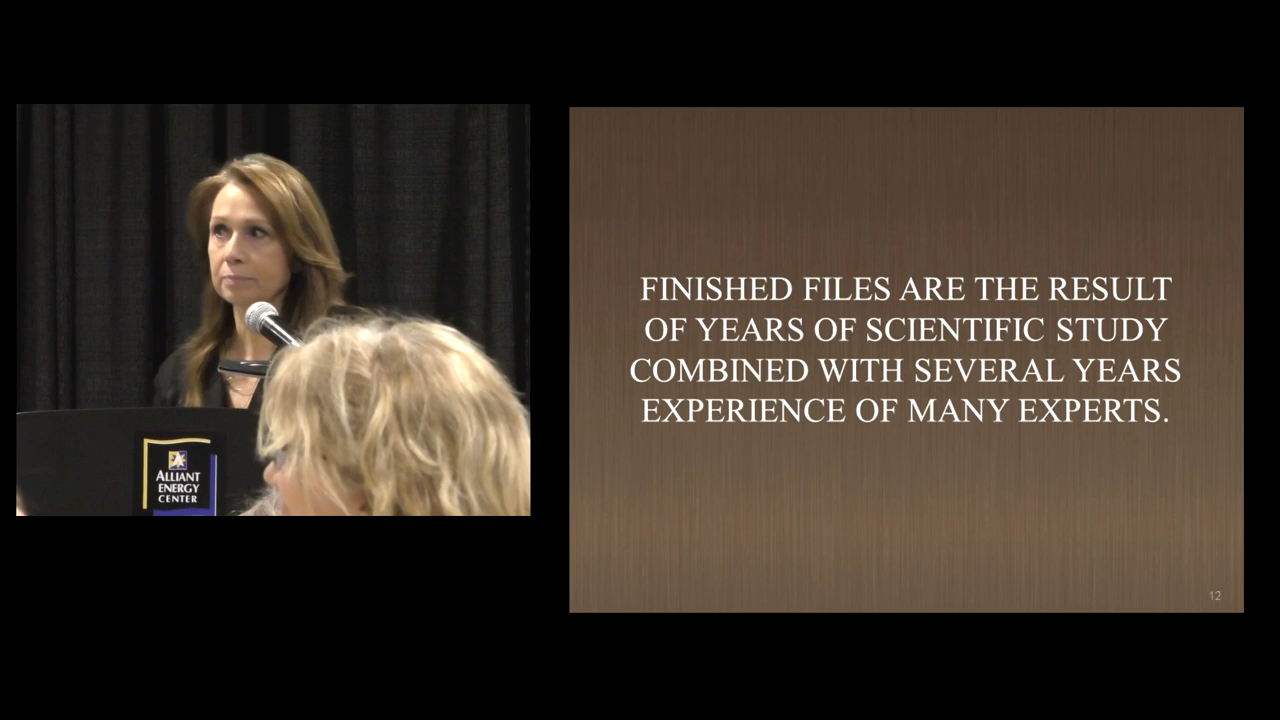 ALLIANT
ENERGY
CENTER
FINISHED FILES ARE THE RESULT
OF YEARS OF SCIENTIFIC STUDY
COMBINED WITH SEVERAL YEARS
EXPERIENCE OF MANY EXPERTS.
12